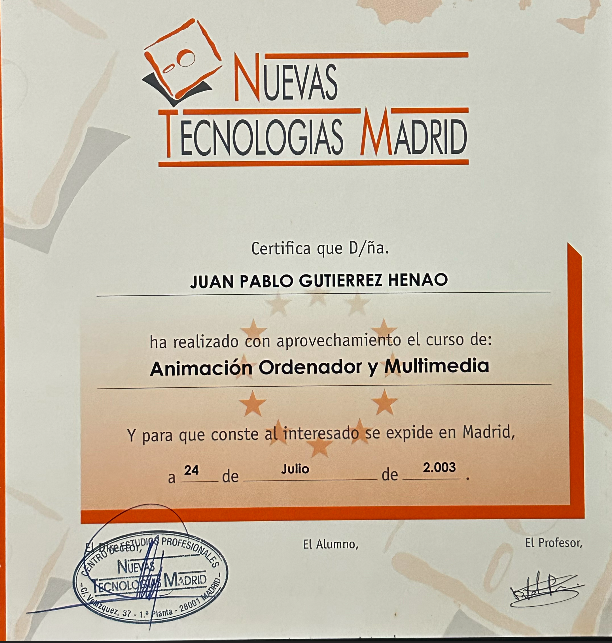 NUEVAS
TECNOLOGIAS MADRID
Certifica que D/ña.
JUAN PABLO GUTIERREZ HENAO
ha realizado con aprovechamiento el curso de:
Animación Ordenador y Multimedia
Y para que conste al interesado se expide en Madrid,
a 24 de Julio de 2.003 .
El Director,
El Alumno,
El Profesor,
CENTRO DE ESTUDIOS PROFESIONALES
NUEVAS
TECNOLOGIAS MADRID
- C/ Velázquez, 37 - 1.ª Planta - 28001 MADRID -